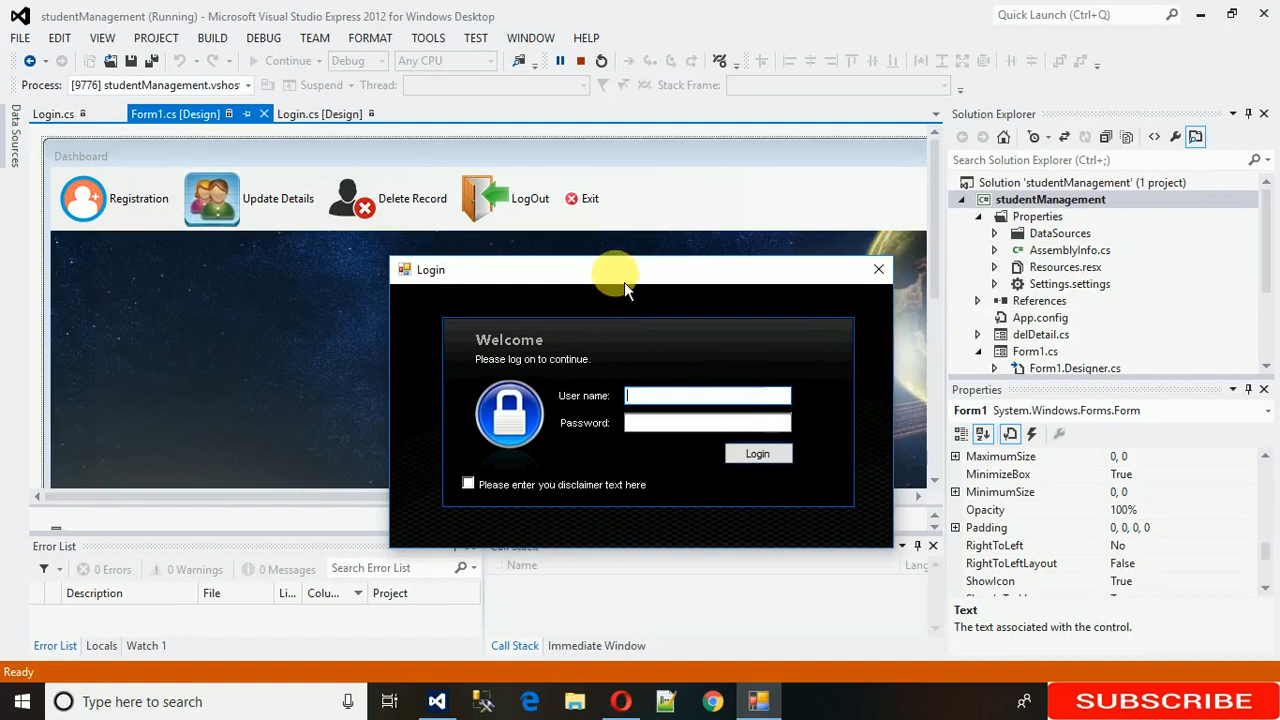 studentManagement (Running) - Microsoft Visual Studio Express 2012 for Windows Desktop
Quick Launch (Ctrl+Q)
FILE EDIT VIEW PROJECT BUILD DEBUG TEAM FORMAT TOOLS TEST WINDOW HELP
Continue Debug Any CPU
Process: [9776] studentManagement.vshos Suspend Thread: Stack Frame:
Data Sources
Login.cs Form1.cs [Design] Login.cs [Design]
Dashboard
Registration Update Details Delete Record LogOut Exit
Login
Welcome
Please log on to continue.
User name:
Password:
Login
Please enter you disclaimer text here
Error List
0 Errors 0 Warnings 0 Messages Search Error List
Description File Li... Colu... Project
Error List Locals Watch 1
Name Lang
Call Stack Immediate Window
Solution Explorer
Search Solution Explorer (Ctrl+;)
Solution 'studentManagement' (1 project)
studentManagement
Properties
DataSources
AssemblyInfo.cs
Resources.resx
Settings.settings
References
App.config
delDetail.cs
Form1.cs
Form1.Designer.cs
Properties
Form1 System.Windows.Forms.Form
MaximumSize 0, 0
MinimizeBox True
MinimumSize 0, 0
Opacity 100%
Padding 0, 0, 0, 0
RightToLeft No
RightToLeftLayout False
ShowIcon True
Text
The text associated with the control.
Ready
Type here to search
SUBSCRIBE